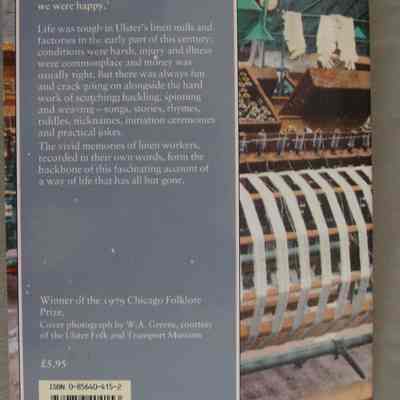 we were happy.'
Life was tough in Ulster's linen mills and
factories in the early part of this century:
conditions were harsh, injury and illness
were commonplace and money was
usually tight. But there was always fun
and crack going on alongside the hard
work of scutching, hackling, spinning
and weaving—songs, stories, rhymes,
riddles, nicknames, initiation ceremonies
and practical jokes.
The vivid memories of linen workers,
recorded in their own words, form the
backbone of this fascinating account of
a way of life that has all but gone.
Winner of the 1979 Chicago Folklore
Prize.
Cover photograph by W.A. Green, courtesy
of the Ulster Folk and Transport Museum
£5.95
ISBN 0-85640-415-2